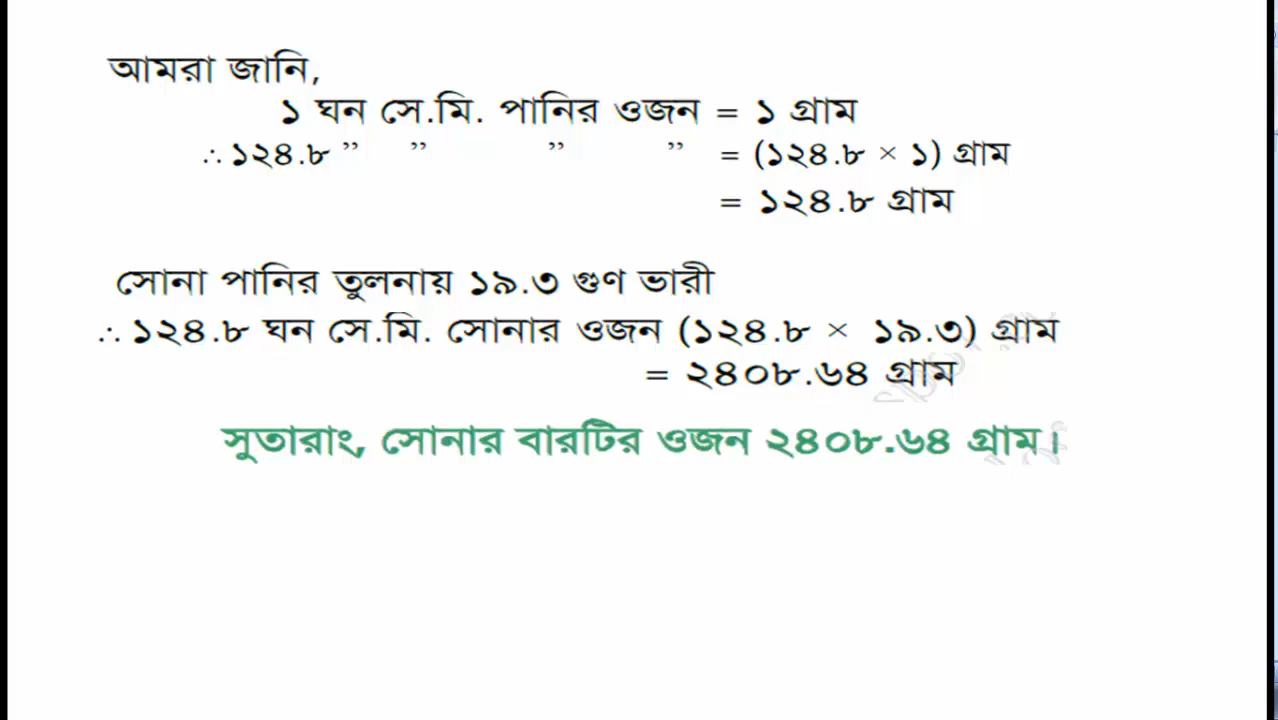 আমরা জানি,
১ ঘন সে.মি. পানির ওজন = ১ গ্রাম
∴ ১২৪.৮ ” ” ” ” = (১২৪.৮ × ১) গ্রাম
= ১২৪.৮ গ্রাম
সোনা পানির তুলনায় ১৯.৩ গুণ ভারী
∴ ১২৪.৮ ঘন সে.মি. সোনার ওজন (১২৪.৮ × ১৯.৩) গ্রাম
= ২৪০৮.৬৪ গ্রাম
সুতারাং, সোনার বারটির ওজন ২৪০৮.৬৪ গ্রাম।